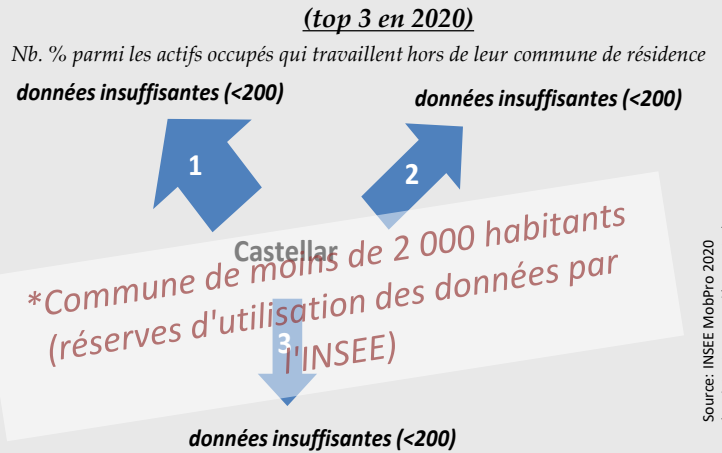 (top 3 en 2020)
Nb. % parmi les actifs occupés qui travaillent hors de leur commune de résidence
données insuffisantes (<200)
données insuffisantes (<200)
1
2
Castellar
*Commune de moins de 2 000 habitants
(réserves d'utilisation des données par
l'INSEE)
3
données insuffisantes (<200)
Source: INSEE MobPro 2020